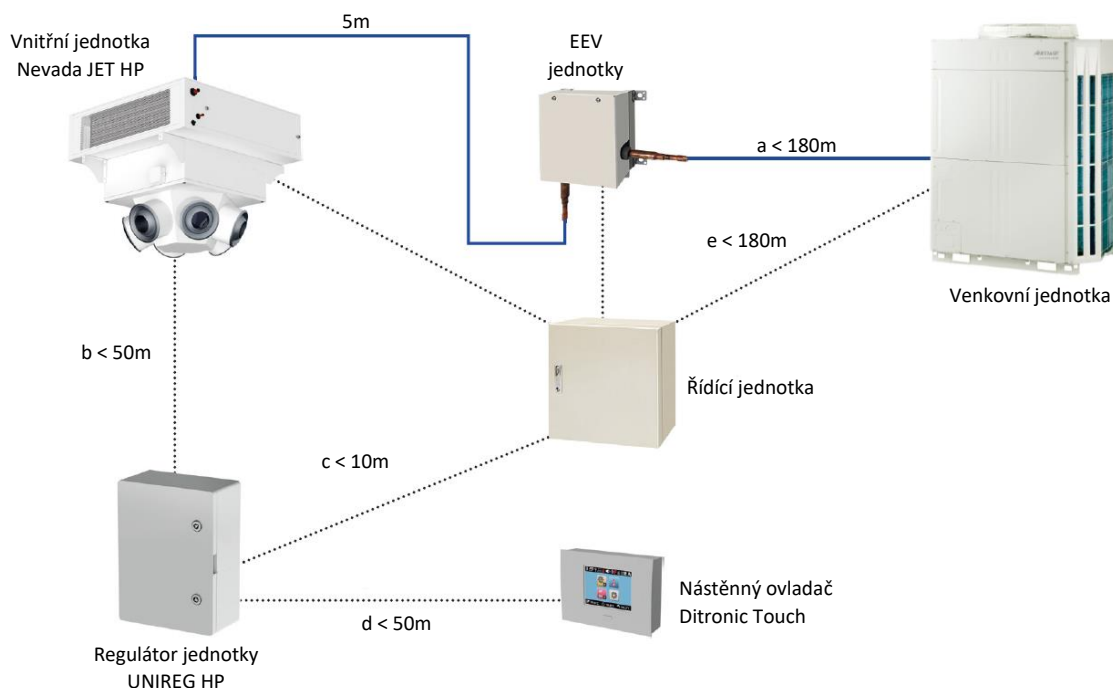 Vnitřní jednotka
Nevada JET HP
5m
EEV
jednotky
a < 180m
e < 180m
Venkovní jednotka
b < 50m
Řídící jednotka
c < 10m
Nástěnný ovladač
Ditronic Touch
d < 50m
Regulátor jednotky
UNIREG HP